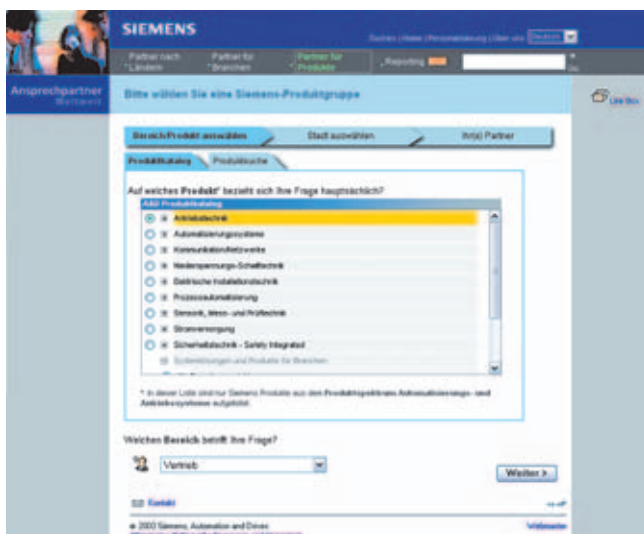 SIEMENS
Suchen | Home | Personalisierung | Über uns Deutsch
Partner nach Ländern
Partner für Branchen
Partner für Produkte
Reporting
Ansprechpartner
Weltweit
Bitte wählen Sie eine Siemens-Produktgruppe
Link Box
Bereich/Produkt auswählen
Stadt auswählen
Ihr(e) Partner
Produktkatalog
Produktsuche
Auf welches Produkt* bezieht sich Ihre Frage hauptsächlich?
A&D Produktkatalog
Antriebstechnik
Automatisierungssysteme
Kommunikation/Netzwerke
Niederspannungs-Schalttechnik
Elektrische Installationstechnik
Prozessautomatisierung
Sensorik, Mess- und Prüftechnik
Stromversorgung
Sicherheitstechnik - Safety Integrated
Systemlösungen und Produkte für Branchen
* In dieser Liste sind nur Siemens Produkte aus dem Produktspektrum Automatisierungs- und
Antriebssysteme aufgelistet.
Welchen Bereich betrifft Ihre Frage?
Vertrieb
Weiter >
Kontakt
© 2003 Siemens, Automation and Drives
Webmaster